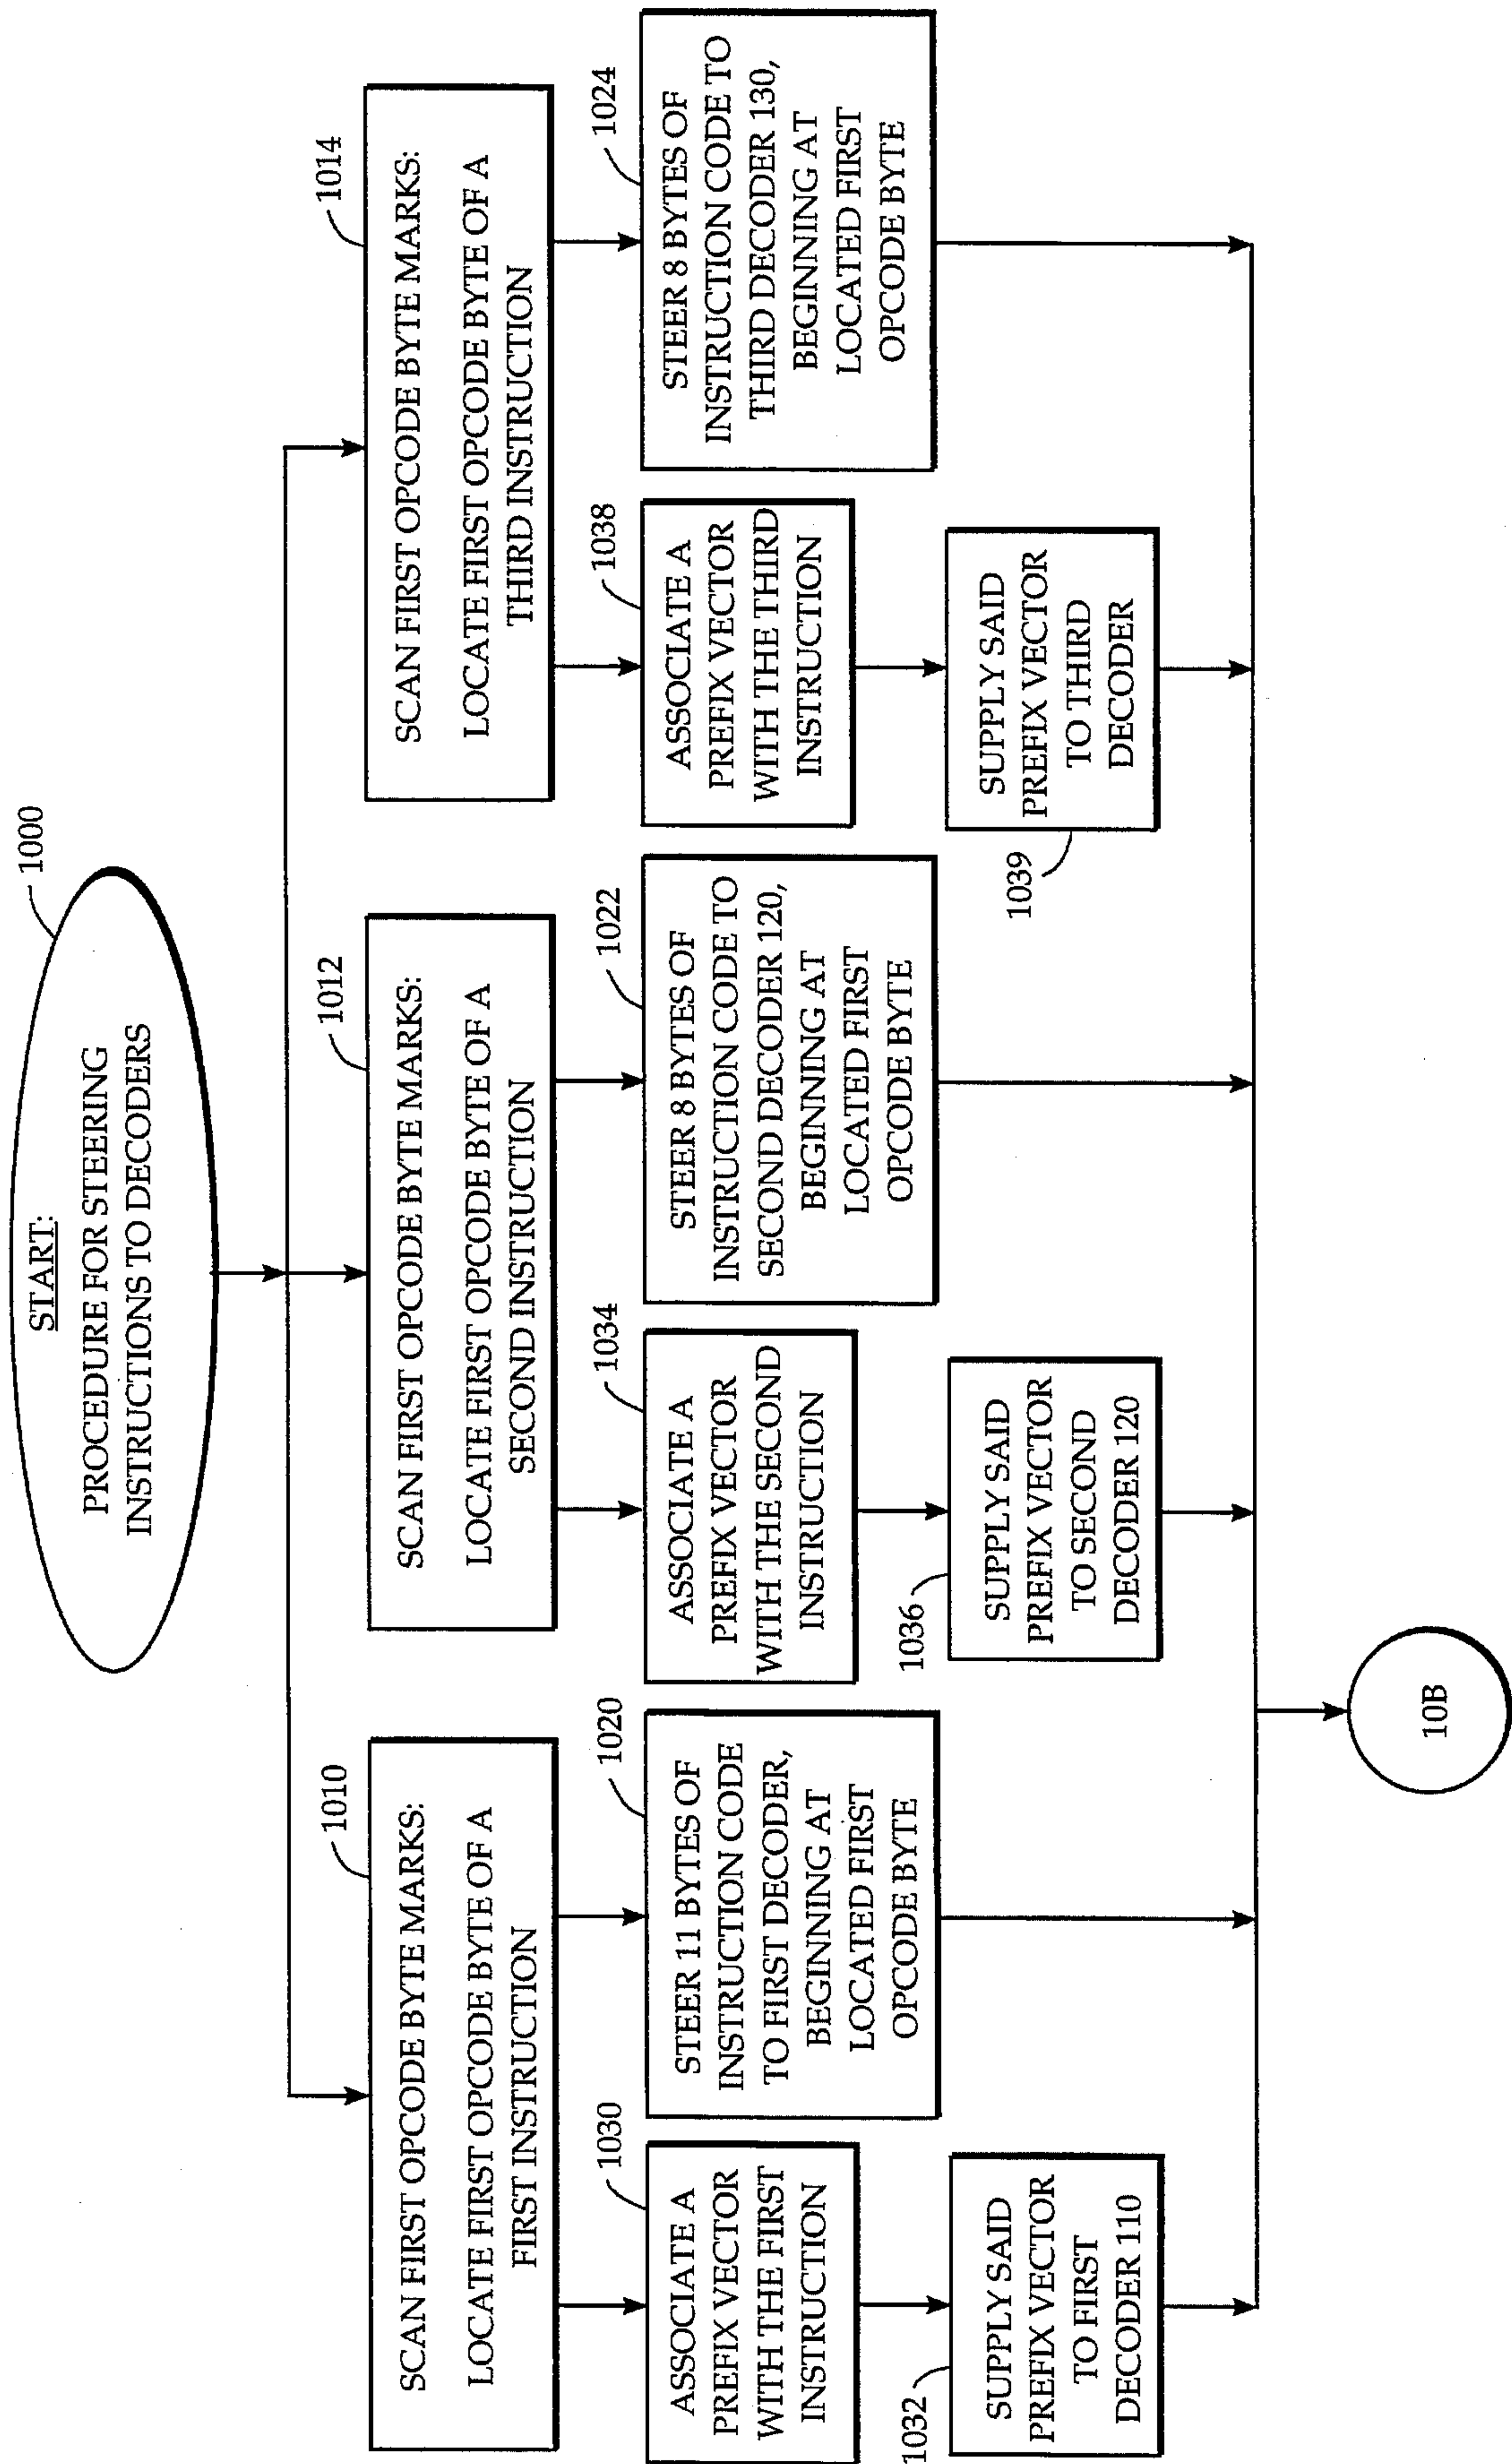 START:
PROCEDURE FOR STEERING
INSTRUCTIONS TO DECODERS
1000
SCAN FIRST OPCODE BYTE MARKS:
LOCATE FIRST OPCODE BYTE OF A
FIRST INSTRUCTION
1010
SCAN FIRST OPCODE BYTE MARKS:
LOCATE FIRST OPCODE BYTE OF A
SECOND INSTRUCTION
1012
SCAN FIRST OPCODE BYTE MARKS:
LOCATE FIRST OPCODE BYTE OF A
THIRD INSTRUCTION
1014
ASSOCIATE A
PREFIX VECTOR
WITH THE FIRST
INSTRUCTION
1030
STEER 11 BYTES OF
INSTRUCTION CODE
TO FIRST DECODER,
BEGINNING AT
LOCATED FIRST
OPCODE BYTE
1020
ASSOCIATE A
PREFIX VECTOR
WITH THE SECOND
INSTRUCTION
1034
STEER 8 BYTES OF
INSTRUCTION CODE TO
SECOND DECODER 120,
BEGINNING AT
LOCATED FIRST
OPCODE BYTE
1022
ASSOCIATE A
PREFIX VECTOR
WITH THE THIRD
INSTRUCTION
1038
STEER 8 BYTES OF
INSTRUCTION CODE TO
THIRD DECODER 130,
BEGINNING AT
LOCATED FIRST
OPCODE BYTE
1024
1032
SUPPLY SAID
PREFIX VECTOR
TO FIRST
DECODER 110
1036
SUPPLY SAID
PREFIX VECTOR
TO SECOND
DECODER 120
1039
SUPPLY SAID
PREFIX VECTOR
TO THIRD
DECODER
10B